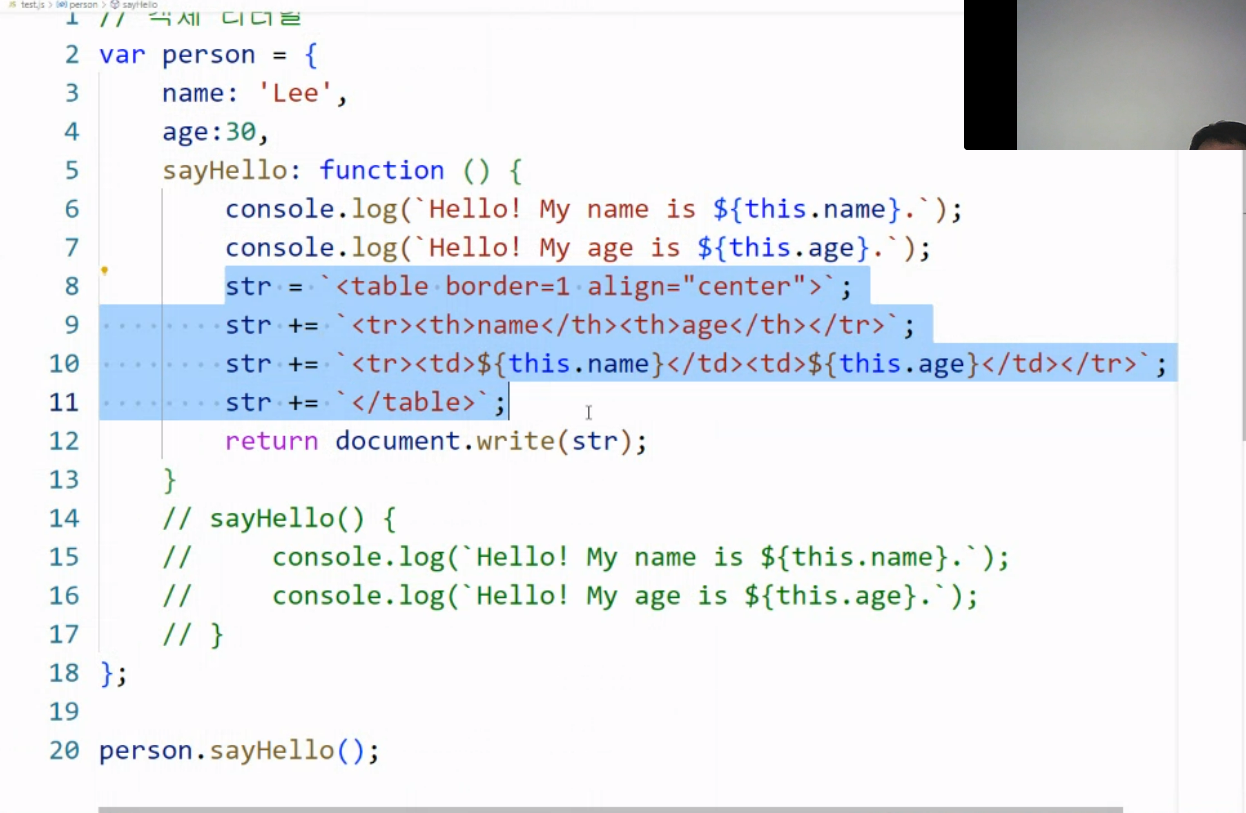 test.js > person > sayHello
1 // 객체 리터럴
2 var person = {
3 name: 'Lee',
4 age:30,
5 sayHello: function () {
6 console.log(`Hello! My name is ${this.name}.`);
7 console.log(`Hello! My age is ${this.age}.`);
8 str = `<table border=1 align="center">`;
9 str += `<tr><th>name</th><th>age</th></tr>`;
10 str += `<tr><td>${this.name}</td><td>${this.age}</td></tr>`;
11 str += `</table>`;
12 return document.write(str);
13 }
14 // sayHello() {
15 // console.log(`Hello! My name is ${this.name}.`);
16 // console.log(`Hello! My age is ${this.age}.`);
17 // }
18 };
19
20 person.sayHello();